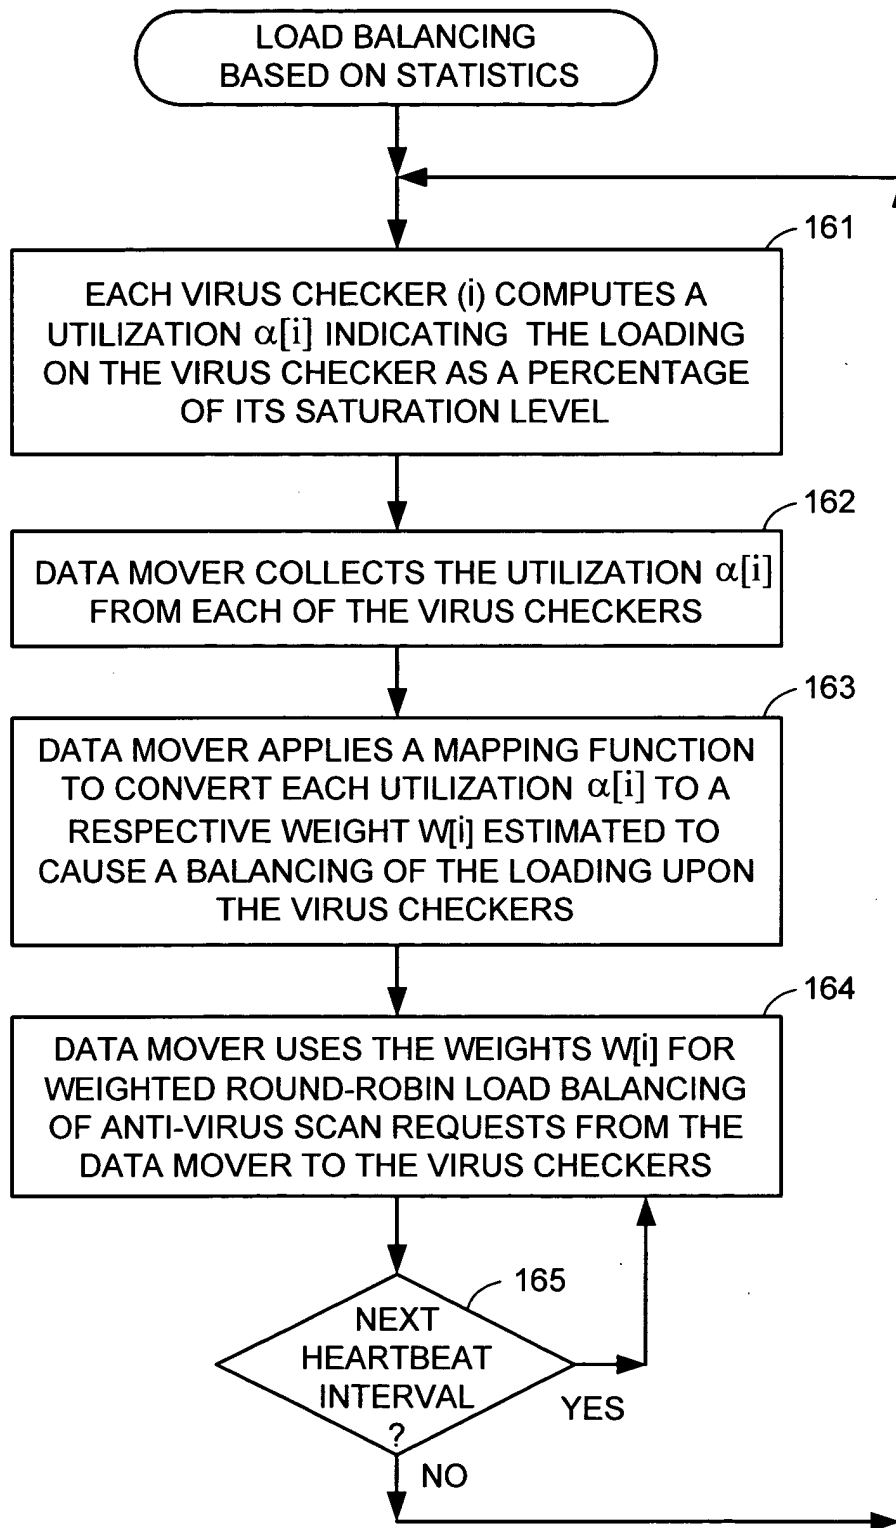 LOAD BALANCING
BASED ON STATISTICS
161
EACH VIRUS CHECKER (i) COMPUTES A
UTILIZATION α[i] INDICATING THE LOADING
ON THE VIRUS CHECKER AS A PERCENTAGE
OF ITS SATURATION LEVEL
162
DATA MOVER COLLECTS THE UTILIZATION α[i]
FROM EACH OF THE VIRUS CHECKERS
163
DATA MOVER APPLIES A MAPPING FUNCTION
TO CONVERT EACH UTILIZATION α[i] TO A
RESPECTIVE WEIGHT W[i] ESTIMATED TO
CAUSE A BALANCING OF THE LOADING UPON
THE VIRUS CHECKERS
164
DATA MOVER USES THE WEIGHTS W[i] FOR
WEIGHTED ROUND-ROBIN LOAD BALANCING
OF ANTI-VIRUS SCAN REQUESTS FROM THE
DATA MOVER TO THE VIRUS CHECKERS
165
NEXT
HEARTBEAT
INTERVAL
?
YES
NO